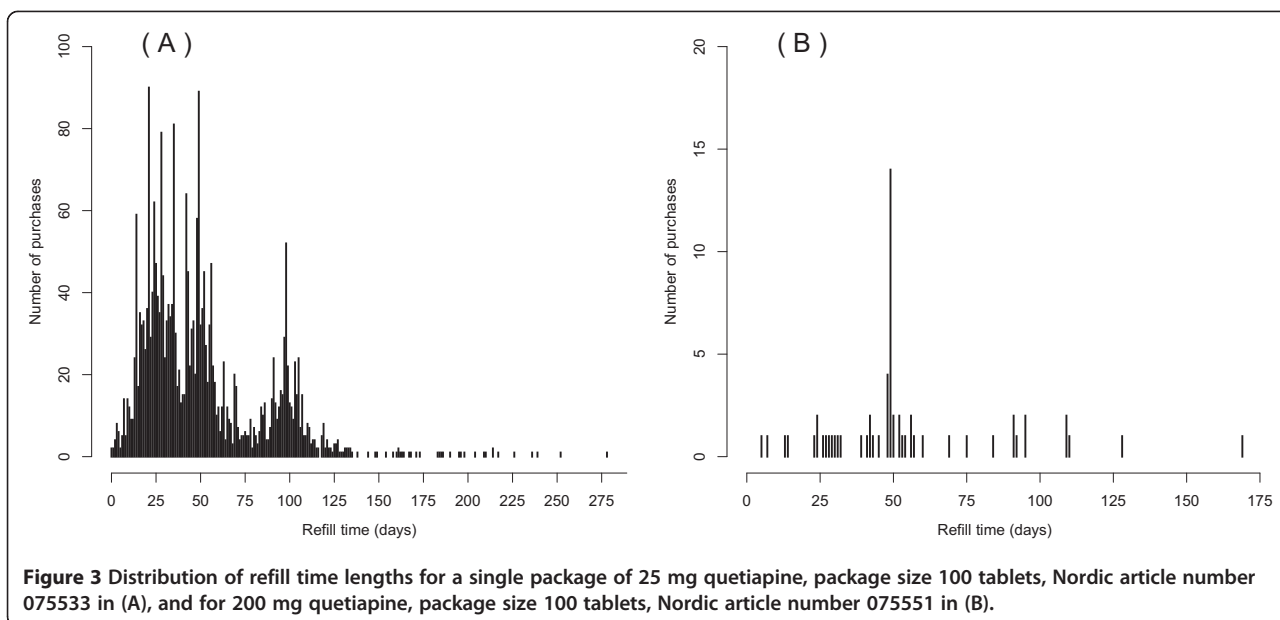 ( A )
100
80
60
40
20
0
Number of purchases
0 25 50 75 100 125 150 175 200 225 250 275
Refill time (days)
( B )
20
15
10
5
0
Number of purchases
0 25 50 75 100 125 150 175
Refill time (days)
Figure 3 Distribution of refill time lengths for a single package of 25 mg quetiapine, package size 100 tablets, Nordic article number
075533 in (A), and for 200 mg quetiapine, package size 100 tablets, Nordic article number 075551 in (B).